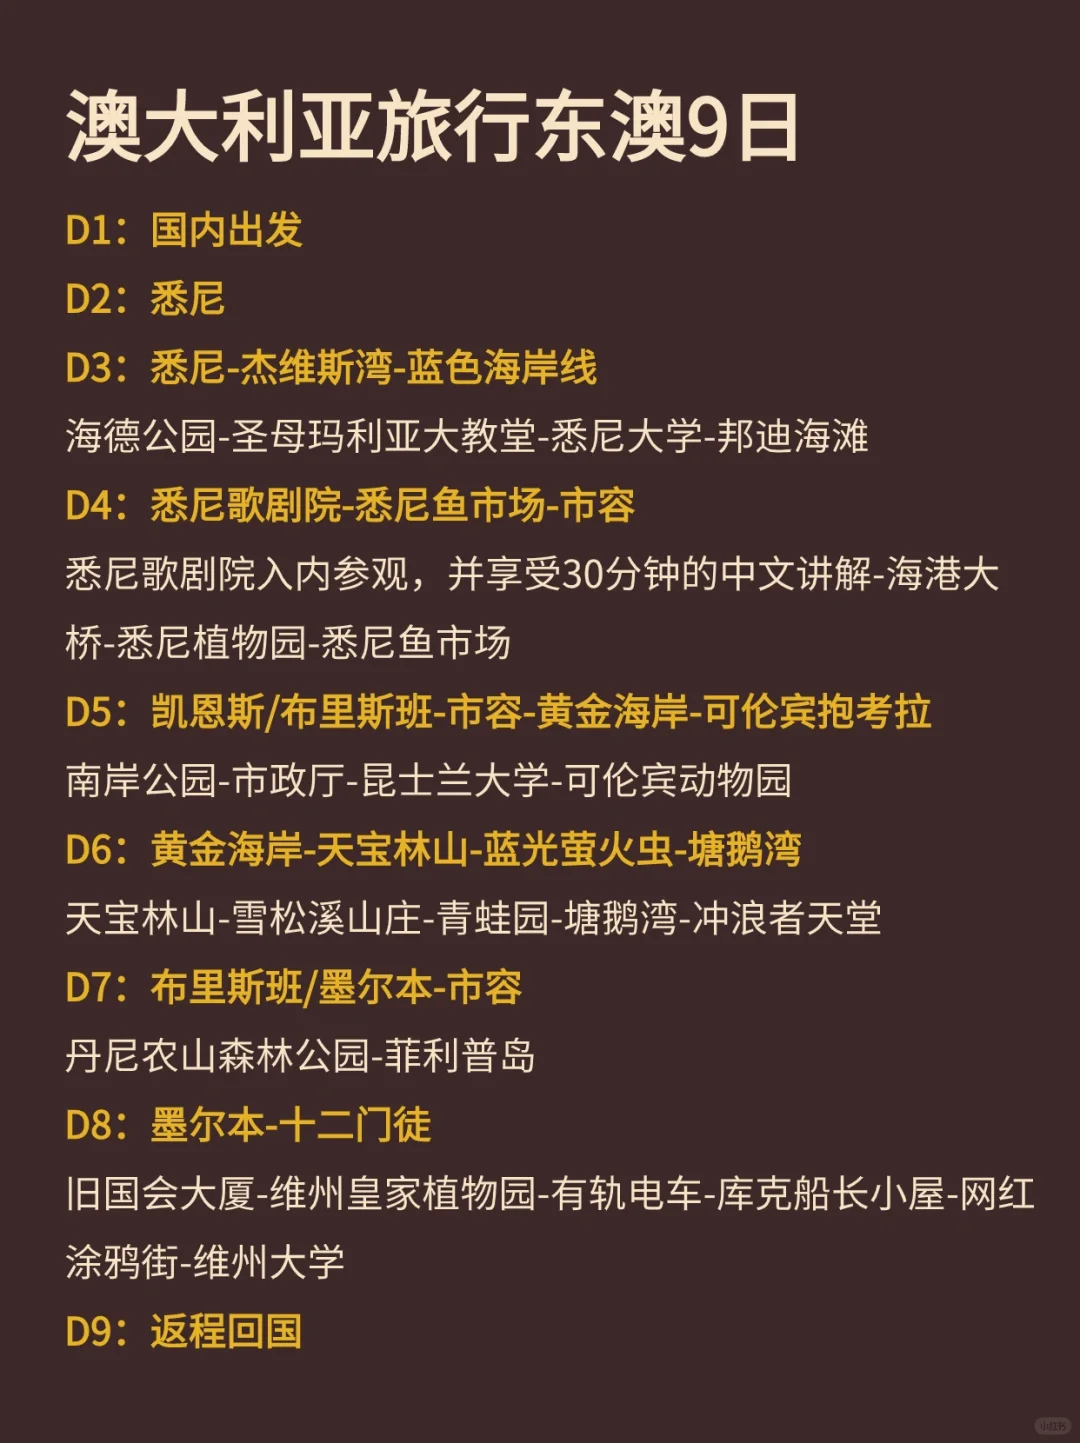 澳大利亚旅行东澳9日
D1：国内出发
D2：悉尼
D3：悉尼-杰维斯湾-蓝色海岸线
海德公园-圣母玛利亚大教堂-悉尼大学-邦迪海滩
D4：悉尼歌剧院-悉尼鱼市场-市容
悉尼歌剧院入内参观，并享受30分钟的中文讲解-海港大
桥-悉尼植物园-悉尼鱼市场
D5：凯恩斯/布里斯班-市容-黄金海岸-可伦宾抱考拉
南岸公园-市政厅-昆士兰大学-可伦宾动物园
D6：黄金海岸-天宝林山-蓝光萤火虫-塘鹅湾
天宝林山-雪松溪山庄-青蛙园-塘鹅湾-冲浪者天堂
D7：布里斯班/墨尔本-市容
丹尼农山森林公园-菲利普岛
D8：墨尔本-十二门徒
旧国会大厦-维州皇家植物园-有轨电车-库克船长小屋-网红
涂鸦街-维州大学
D9：返程回国
小红书